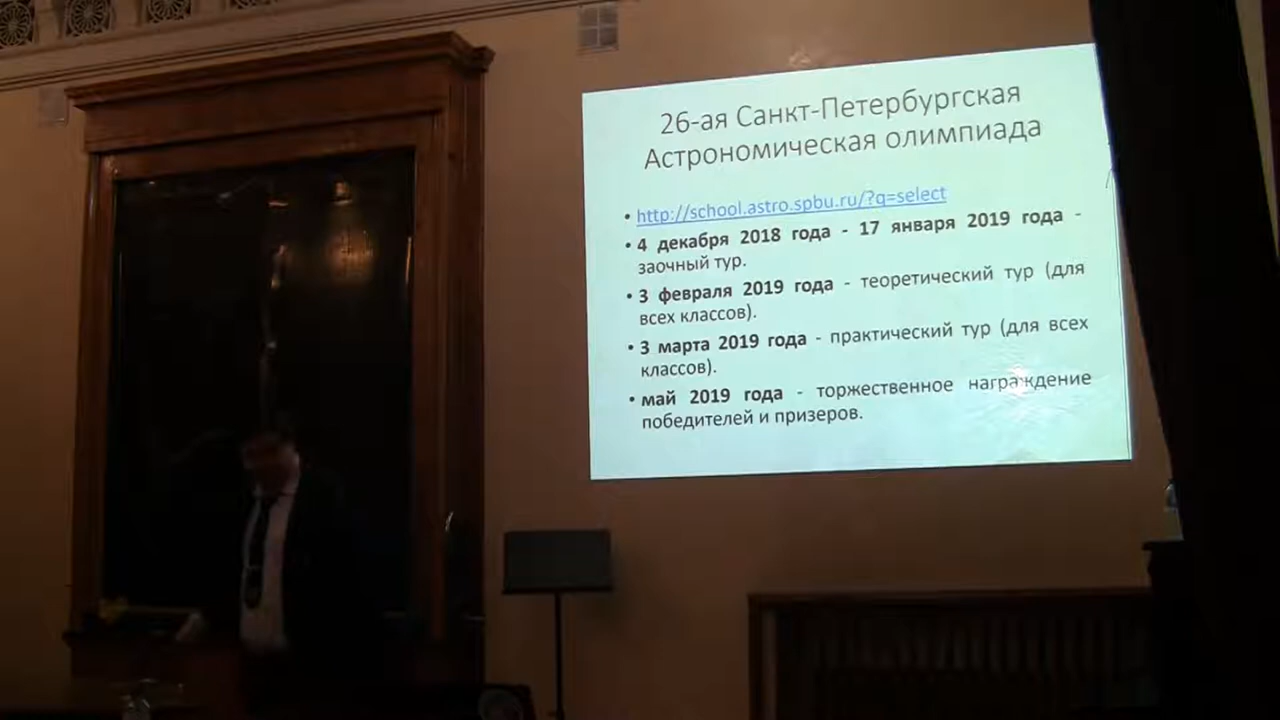 26-ая Санкт-Петербургская
Астрономическая олимпиада
• http://school.astro.spbu.ru/?q=select
• 4 декабря 2018 года - 17 января 2019 года -
заочный тур.
• 3 февраля 2019 года - теоретический тур (для
всех классов).
• 3 марта 2019 года - практический тур (для всех
классов).
• май 2019 года - торжественное награждение
победителей и призеров.